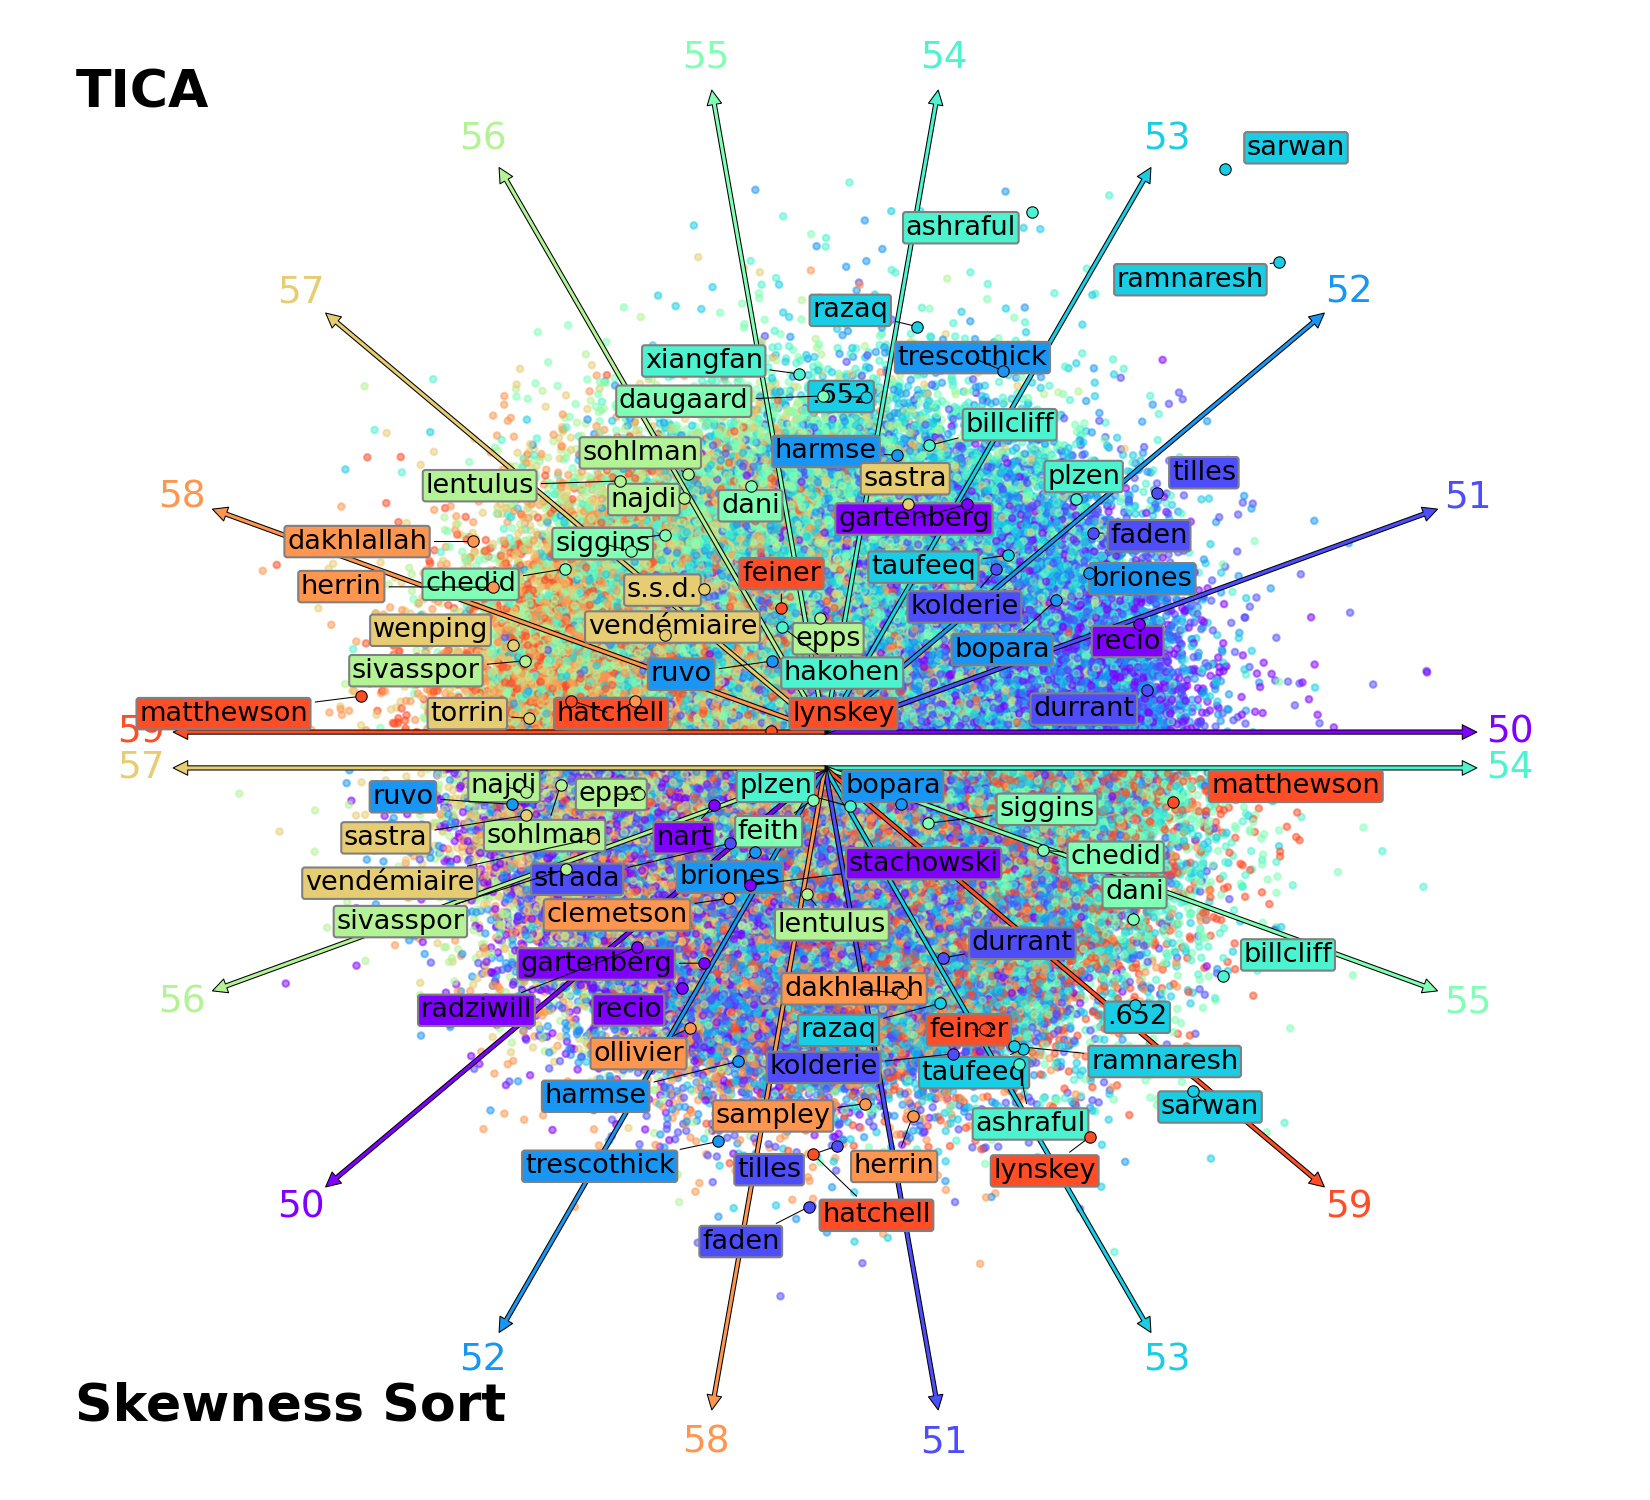 55
54
TICA
56
53
sarwan
ashraful
ramnaresh
57
52
razaq
xiangfan
trescothick
daugaard
.652
billcliff
sohlman
harmse
lentulus
sastra
plzen
tilles
58
najdi
dani
51
gartenberg
dakhlallah
siggins
faden
herrin
chedid
s.s.d.
feiner
taufeeq
briones
kolderie
wenping
vendémiaire
epps
recio
sivasspor
ruvo
hakohen
bopara
matthewson
torrin
hatchell
lynskey
durrant
59
50
57
54
najdi
ruvo
epps
plzen
bopara
matthewson
siggins
sastra
sohlman
nart
feith
chedid
vendémiaire
strada
briones
stachowski
dani
sivasspor
clemetson
lentulus
durrant
billcliff
gartenberg
56
radziwill
recio
dakhlallah
55
ollivier
razaq
feiner
.652
harmse
kolderie
taufeeq
ramnaresh
sampley
ashraful
sarwan
trescothick
tilles
herrin
lynskey
50
hatchell
59
faden
52
53
Skewness Sort
58
51